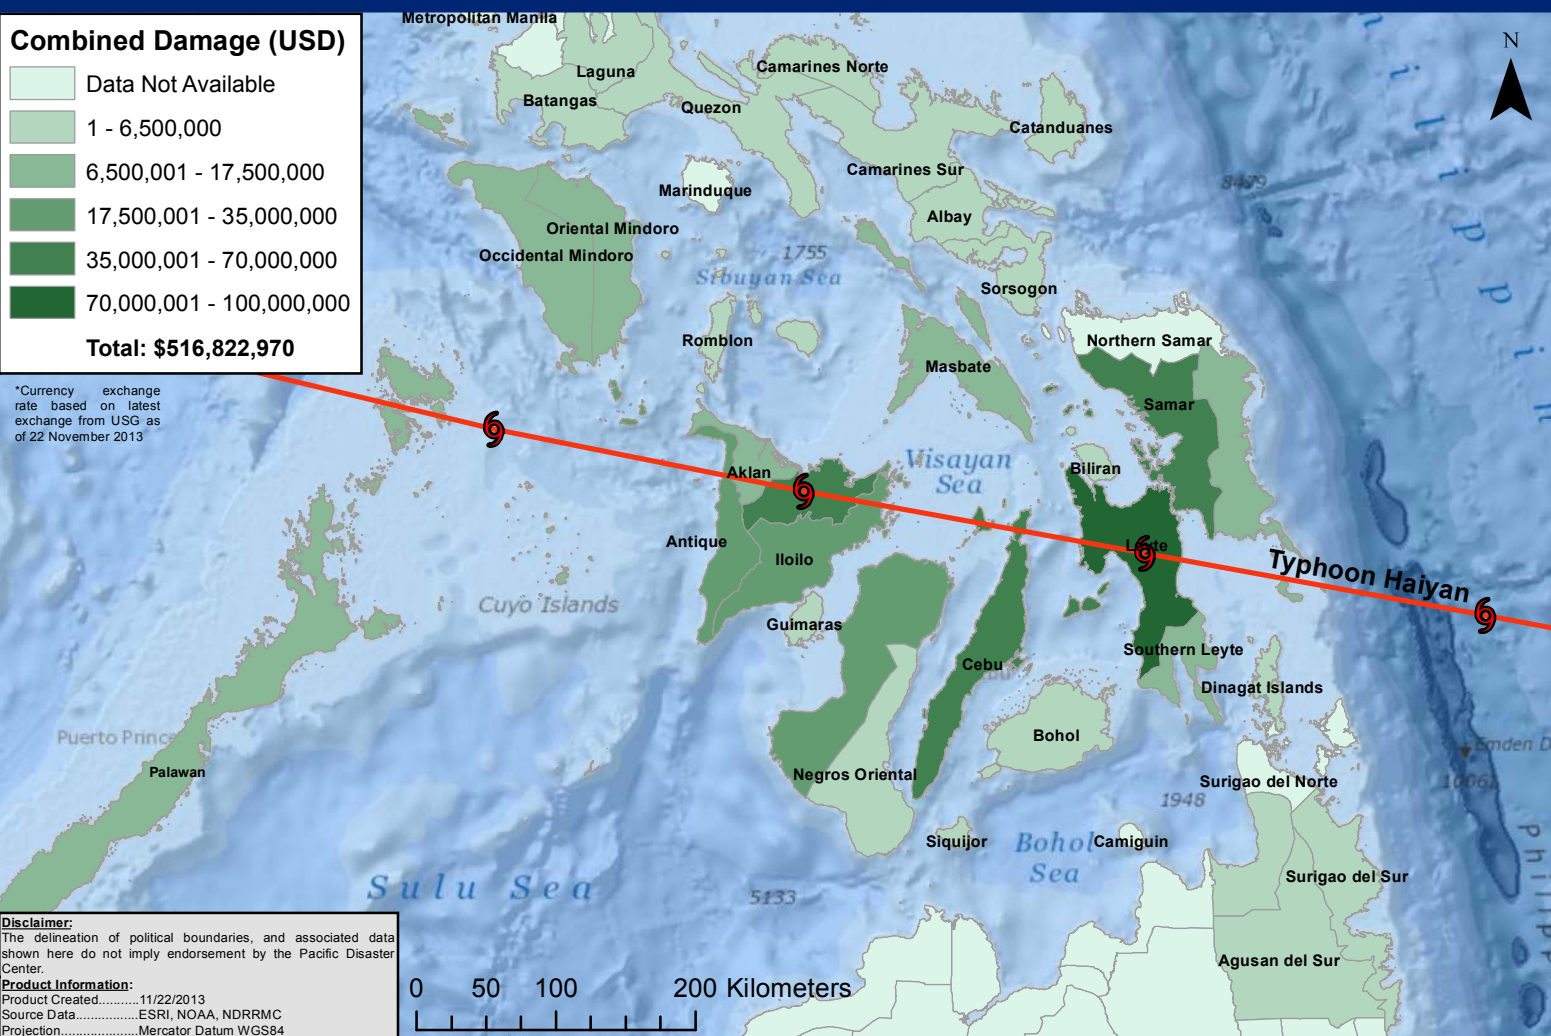 Combined Damage (USD)
Data Not Available
1 - 6,500,000
6,500,001 - 17,500,000
17,500,001 - 35,000,000
35,000,001 - 70,000,000
70,000,001 - 100,000,000
Total: $516,822,970
*Currency exchange
rate based on latest
exchange from USG as
of 22 November 2013
N
Metropolitan Manila
Laguna
Camarines Norte
Batangas
Quezon
Catanduanes
Camarines Sur
Marinduque
8479
Albay
Oriental Mindoro
Occidental Mindoro
1755
Sibuyan Sea
Sorsogon
Romblon
Northern Samar
Masbate
Samar
Aklan
Visayan
Sea
Biliran
Antique
Iloilo
Leyte
Typhoon Haiyan
Cuyo Islands
Guimaras
Southern Leyte
Cebu
Dinagat Islands
Puerto Princ
Bohol
Palawan
Negros Oriental
Surigao del Norte
Emden D
10061
1948
Siquijor
Bohol
Sea
Camiguin
Sulu Sea
5133
Surigao del Sur
Agusan del Sur
i l i p p i n
P h i l i p p
Disclaimer:
The delineation of political boundaries, and associated data
shown here do not imply endorsement by the Pacific Disaster
Center.
Product Information:
Product Created..........11/22/2013
Source Data...............ESRI, NOAA, NDRRMC
Projection....................Mercator Datum WGS84
0 50 100 200 Kilometers